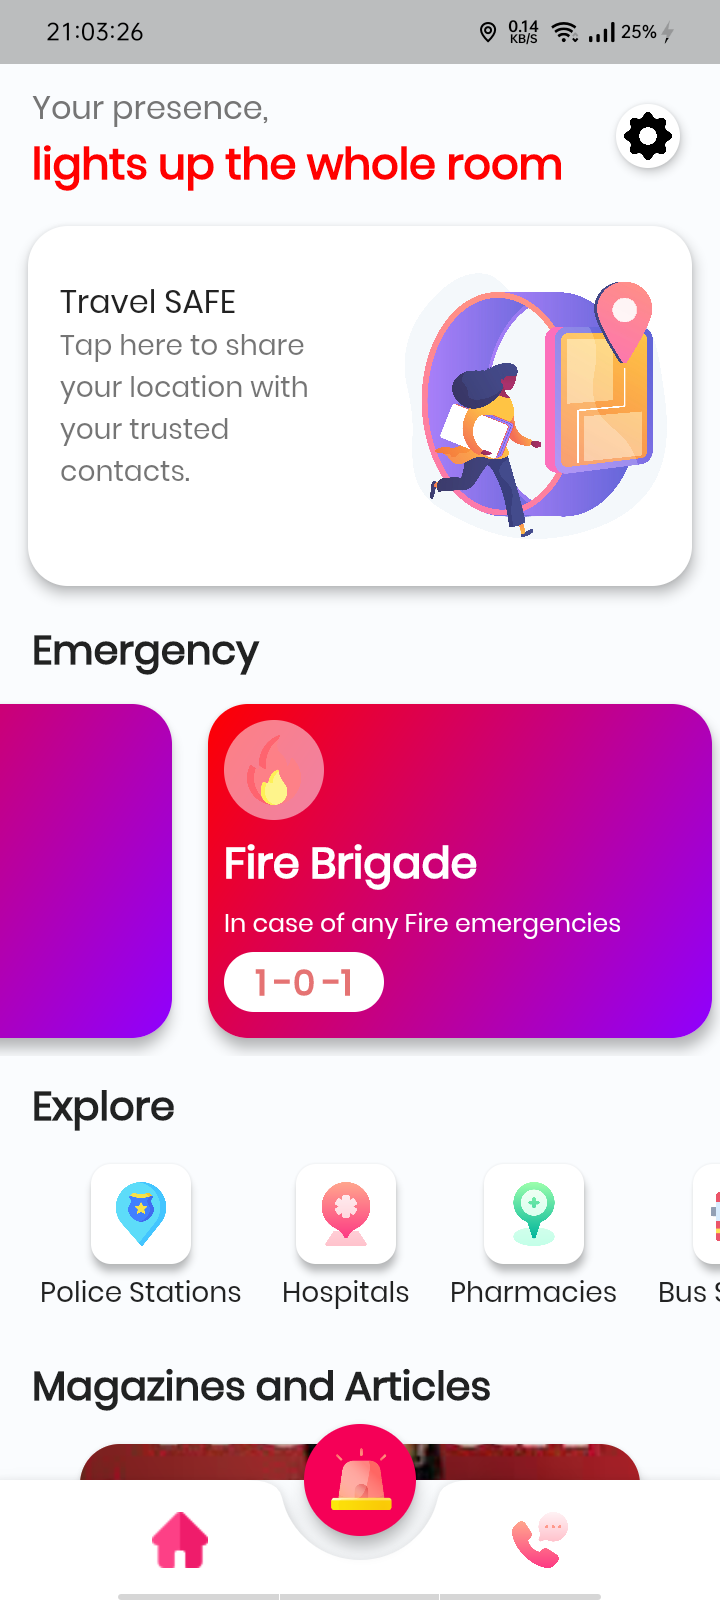 21:03:26
0.14
KB/S
25%
Your presence,
lights up the whole room
Travel SAFE
Tap here to share
your location with
your trusted
contacts.
Emergency
Fire Brigade
In case of any Fire emergencies
1 -0 -1
Explore
Police Stations
Hospitals
Pharmacies
Bus
Magazines and Articles